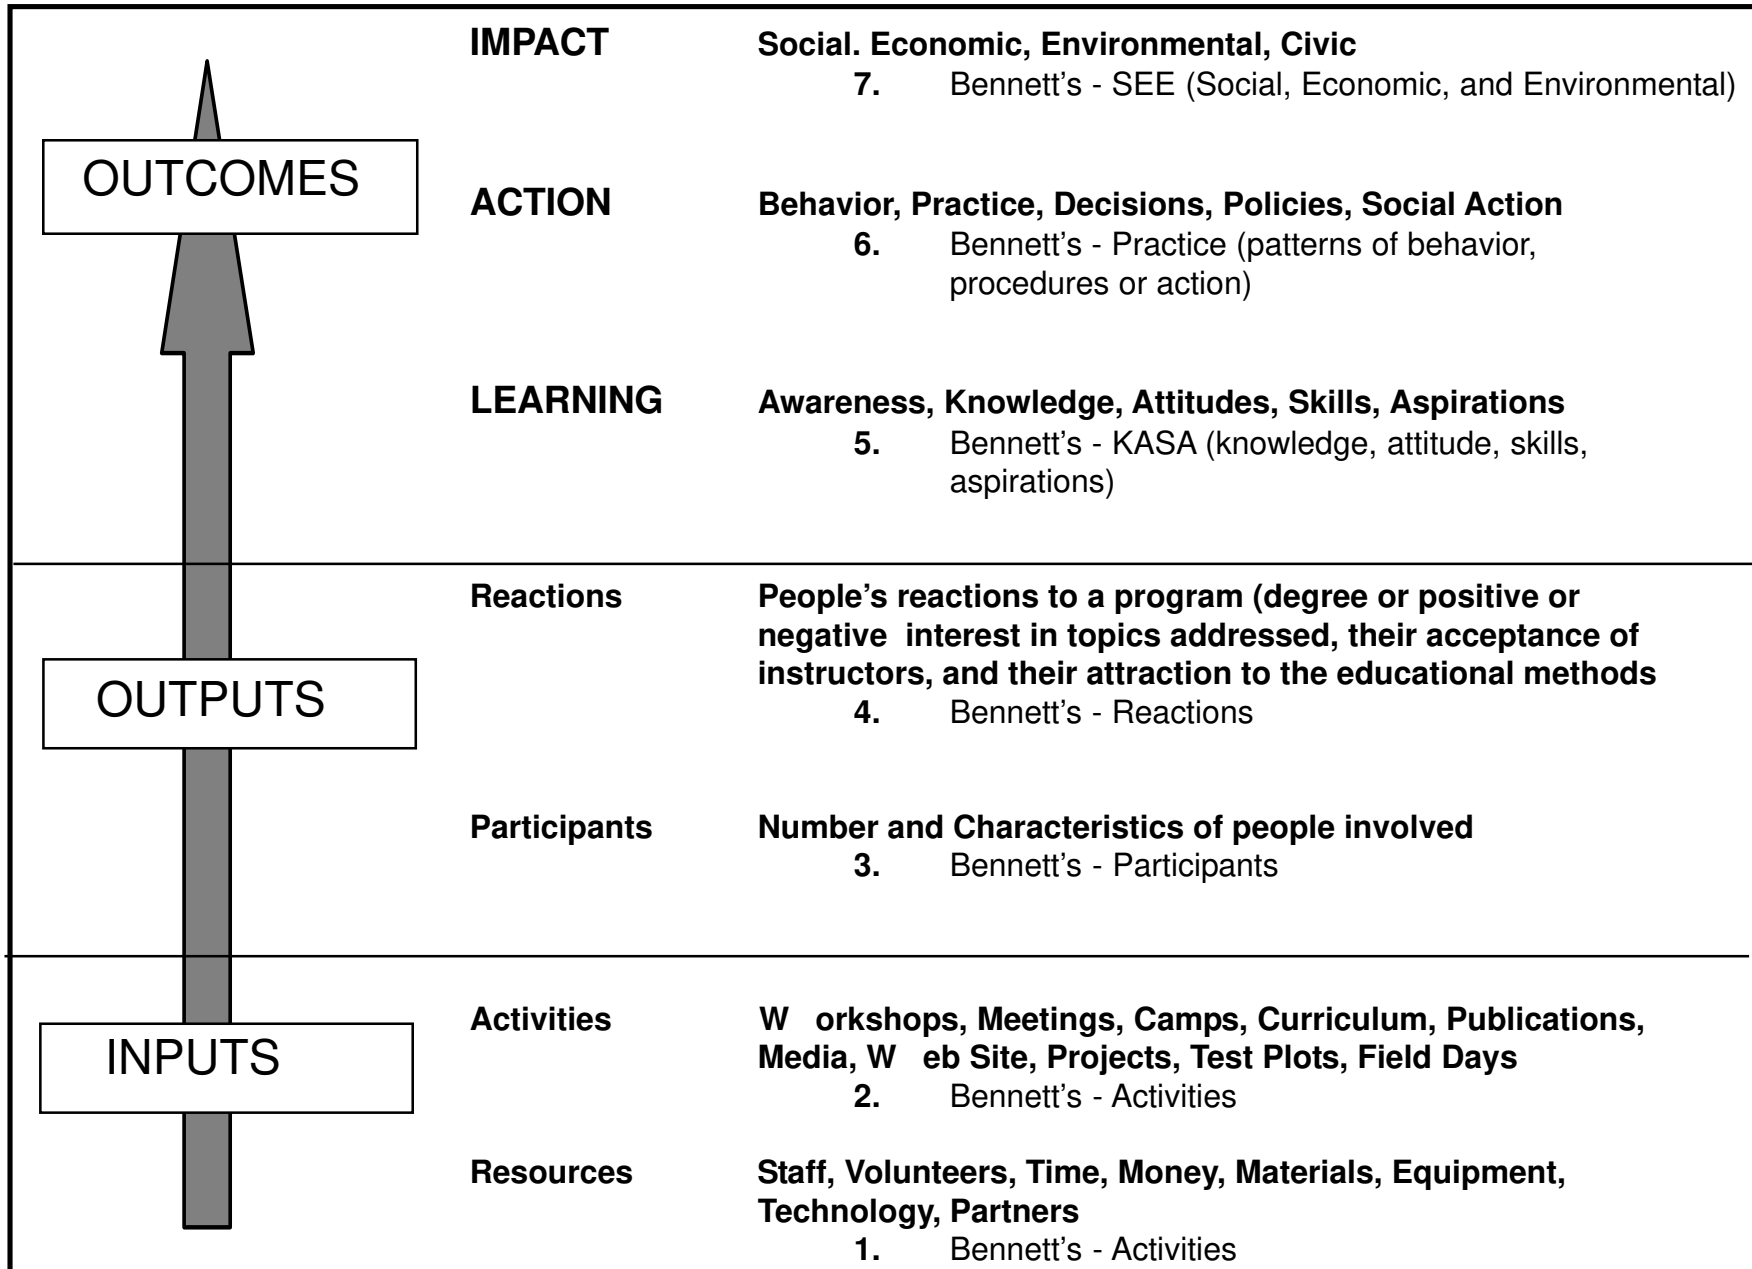 IMPACT Social. Economic, Environmental, Civic
7. Bennett's - SEE (Social, Economic, and Environmental)
OUTCOMES
ACTION Behavior, Practice, Decisions, Policies, Social Action
6. Bennett's - Practice (patterns of behavior,
procedures or action)
LEARNING Awareness, Knowledge, Attitudes, Skills, Aspirations
5. Bennett's - KASA (knowledge, attitude, skills,
aspirations)
Reactions People's reactions to a program (degree or positive or
negative interest in topics addressed, their acceptance of
instructors, and their attraction to the educational methods
OUTPUTS
4. Bennett's - Reactions
Participants Number and Characteristics of people involved
3. Bennett's - Participants
Activities W orkshops, Meetings, Camps, Curriculum, Publications,
Media, W eb Site, Projects, Test Plots, Field Days
INPUTS
2. Bennett's - Activities
Resources Staff, Volunteers, Time, Money, Materials, Equipment,
Technology, Partners
1. Bennett's - Activities